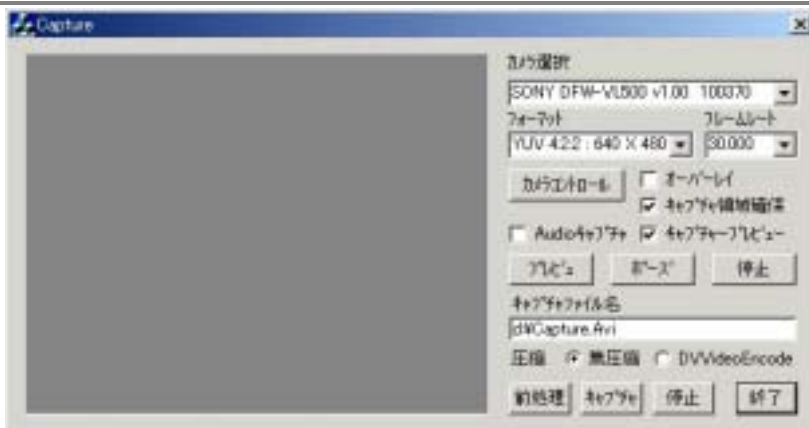 Capture
ｶﾒﾗ選択
SONY DFW-VL500 v1.00 100370
ﾌｫｰﾏｯﾄ ﾌﾚｰﾑﾚｰﾄ
YUV 4:2:2 : 640 X 480 30.000
ｶﾒﾗｺﾝﾄﾛｰﾙ ｵｰﾊﾞｰﾚｲ
ｷｬﾌﾟﾁｬ領域確保
Audioｷｬﾌﾟﾁｬ ｷｬﾌﾟﾁｬｰﾌﾟﾚﾋﾞｭｰ
ﾌﾟﾚﾋﾞｭ ﾎﾟｰｽﾞ 停止
ｷｬﾌﾟﾁｬﾌｧｲﾙ名
d¥Capture.Avi
圧縮 無圧縮 DVVideoEncode
前処理 ｷｬﾌﾟﾁｬ 停止 終了